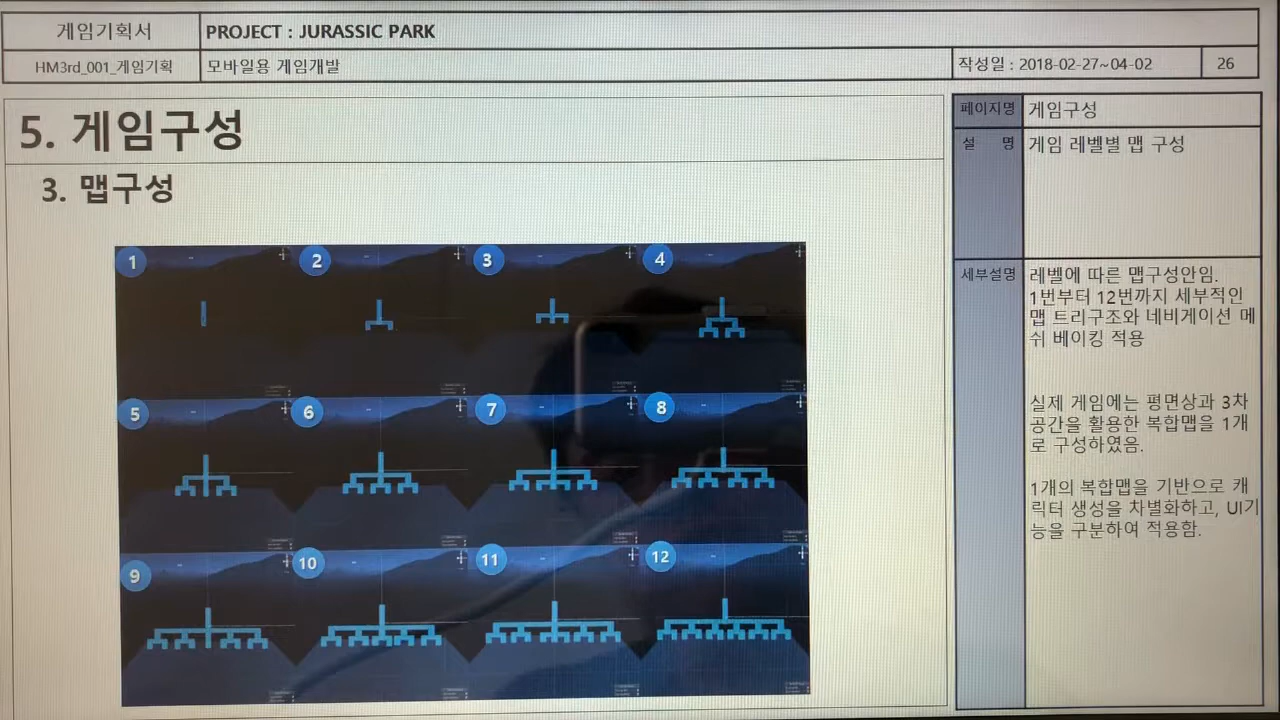 게임기획서
PROJECT : JURASSIC PARK
HM3rd_001_게임기획
모바일용 게임개발
작성일 : 2018-02-27~04-02
26
5. 게임구성
3. 맵구성
1
2
3
4
5
6
7
8
9
10
11
12
페이지명
게임구성
설 명
게임 레벨별 맵 구성
세부설명
레벨에 따른 맵구성안임.
1번부터 12번까지 세부적인
맵 트리구조와 네비게이션 메
쉬 베이킹 적용
실제 게임에는 평면상과 3차
공간을 활용한 복합맵을 1개
로 구성하였음.
1개의 복합맵을 기반으로 캐
릭터 생성을 차별화하고, UI기
능을 구분하여 적용함.